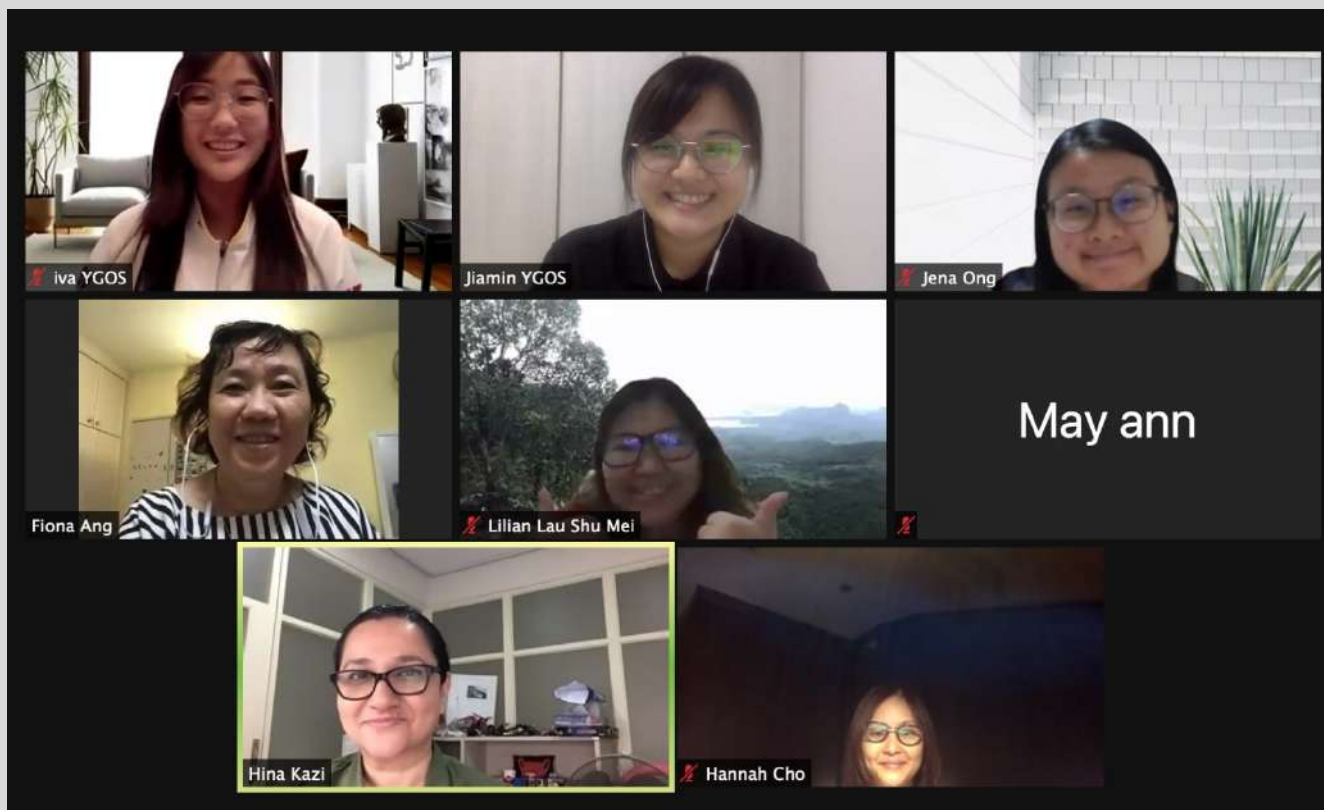 iva YGOS
Jiamin YGOS
Jena Ong
Fiona Ang
Lilian Lau Shu Mei
May ann
Hina Kazi
Hannah Cho